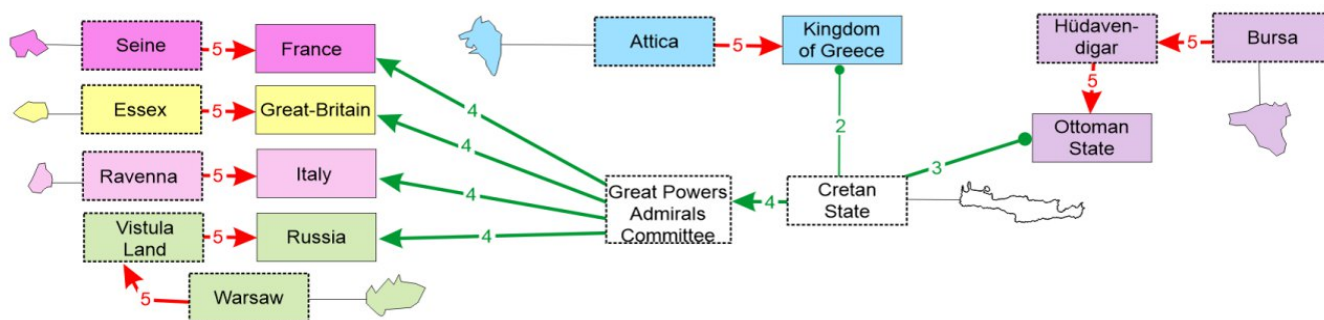 Seine
5
France
Attica
5
Kingdom
of Greece
Hüdaven-
digar
5
Bursa
5
4
Essex
5
Great-Britain
4
2
Ottoman
State
Ravenna
5
Italy
4
3
Great Powers
Admirals
Committee
4
Cretan
State
Vistula
Land
5
Russia
4
5
Warsaw